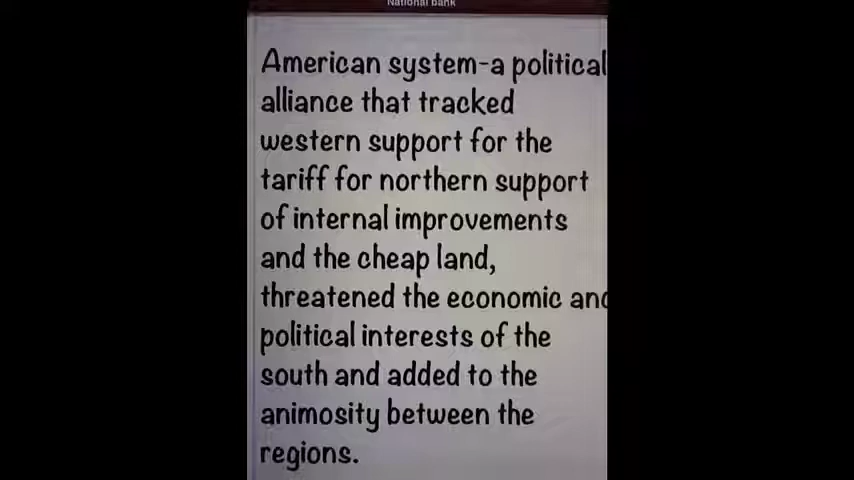 National bank
American system-a political
alliance that tracked
western support for the
tariff for northern support
of internal improvements
and the cheap land,
threatened the economic and
political interests of the
south and added to the
animosity between the
regions.